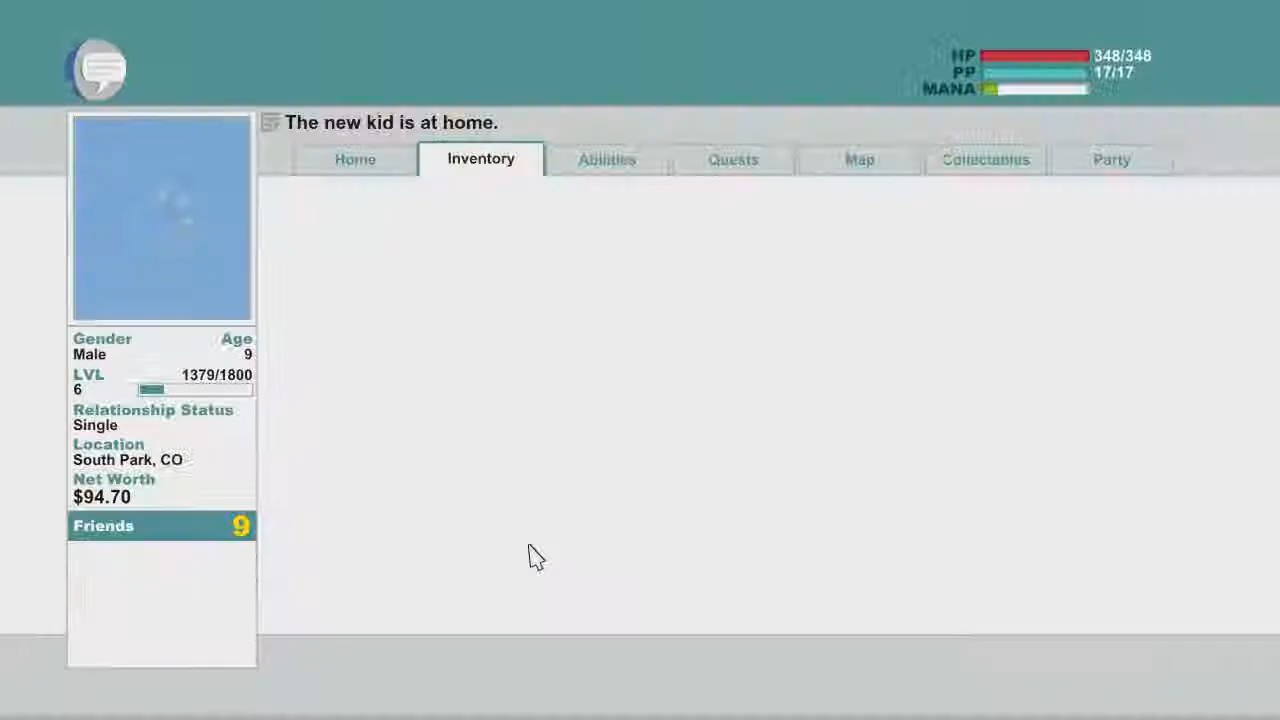 HP 348/348
PP 17/17
MANA
The new kid is at home.
Home Inventory Abilities Quests Map Collectables Party
Gender Age
Male 9
LVL 1379/1800
6
Relationship Status
Single
Location
South Park, CO
Net Worth
$94.70
Friends 9